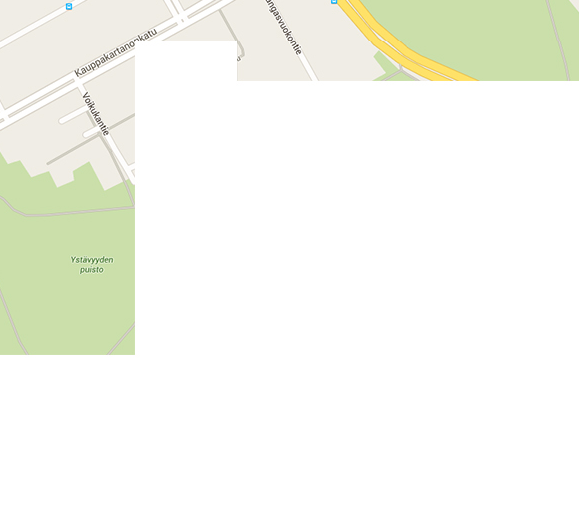 Kauppakartanonkatu
Voikukantie
Ystävyyden
puisto